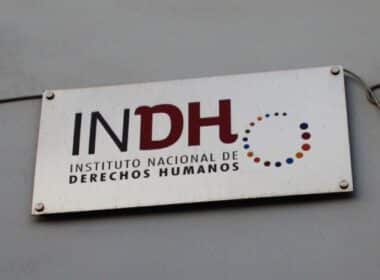 INDH
INSTITUTO NACIONAL DE
DERECHOS HUMANOS